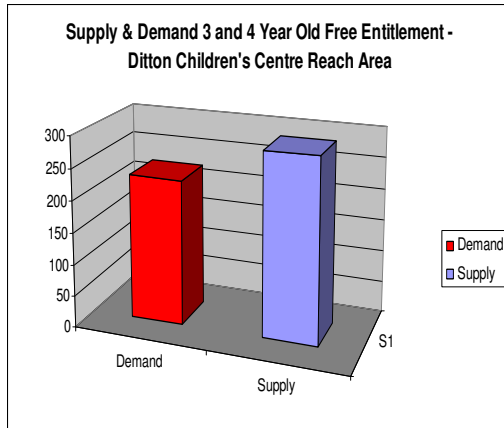 Supply & Demand 3 and 4 Year Old Free Entitlement -
Ditton Children's Centre Reach Area
300
250
200
150
100
50
0
Demand
Supply
S1
Demand
Supply